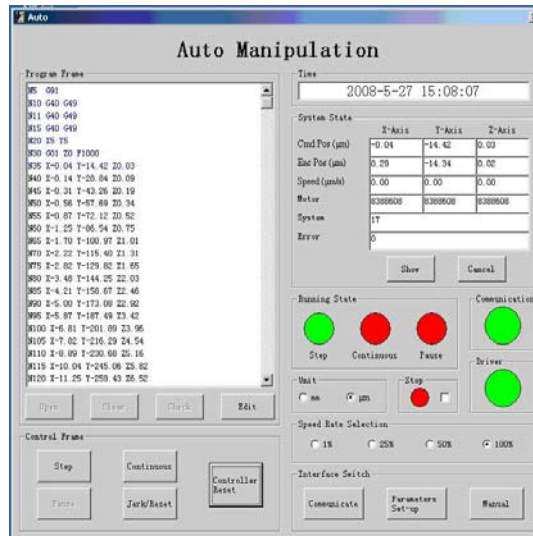 Auto
Auto Manipulation
Program Frame
N5 G91
N10 G40 G49
N11 G40 G49
N15 G40 G49
N20 X5 Y5
N30 G01 Z0 F1000
N35 X-0.04 Y-14.42 Z0.03
N40 X-0.14 Y-28.84 Z0.09
N45 X-0.31 Y-43.26 Z0.19
N50 X-0.56 Y-57.69 Z0.34
N55 X-0.87 Y-72.12 Z0.52
N60 X-1.25 Y-86.54 Z0.75
N65 X-1.70 Y-100.97 Z1.01
N70 X-2.22 Y-115.40 Z1.31
N75 X-2.82 Y-129.82 Z1.65
N80 X-3.48 Y-144.25 Z2.03
N85 X-4.21 Y-158.67 Z2.46
N90 X-5.00 Y-173.08 Z2.92
N95 X-5.87 Y-187.49 Z3.42
N100 X-6.81 Y-201.89 Z3.96
N105 X-7.82 Y-216.29 Z4.54
N110 X-8.89 Y-230.68 Z5.16
N115 X-10.04 Y-245.06 Z5.82
N120 X-11.25 Y-259.43 Z6.52
Open Clear Check Edit
Control Frame
Step Continuous
Pause Jerk/Reset
Controller
Reset
Time
2008-5-27 15:08:07
System State
X-Axis Y-Axis Z-Axis
Cmd Pos (μm) -0.04 -14.42 0.03
Enc Pos (μm) 0.29 -14.34 0.02
Speed (μm/s) 0.00 0.00 0.00
Motor 8388608 8388608 8388608
System 17
Error 0
Show Cancel
Running State
Step Continuous Pause
Communication
Driver
Unit
mm μm
Stop
Speed Rate Selection
1% 25% 50% 100%
Interface Seitch
Communicate
Parameters
Set-up
Manual